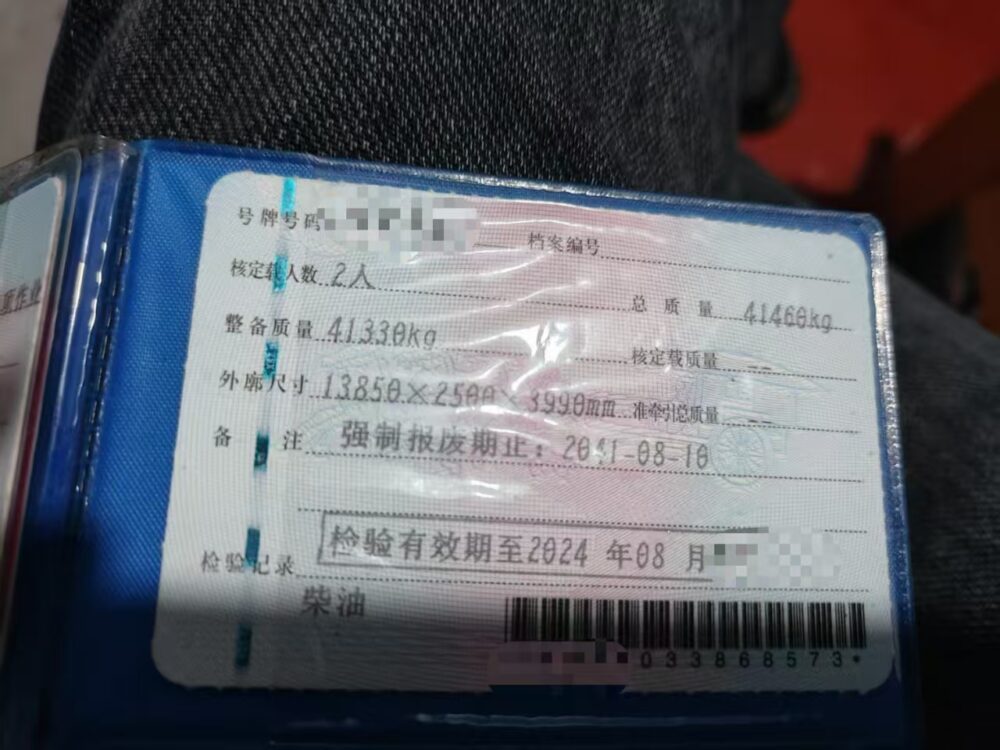 号牌号码 档案编号
核定载人数 2人 总质量 41460kg
整备质量 41330kg 核定载质量 --
外廓尺寸 13850×2500×3990mm 准牵引总质量 --
备注 强制报废期止：2041-08-10
检验记录 检验有效期至2024 年08 月
柴油
033868573*